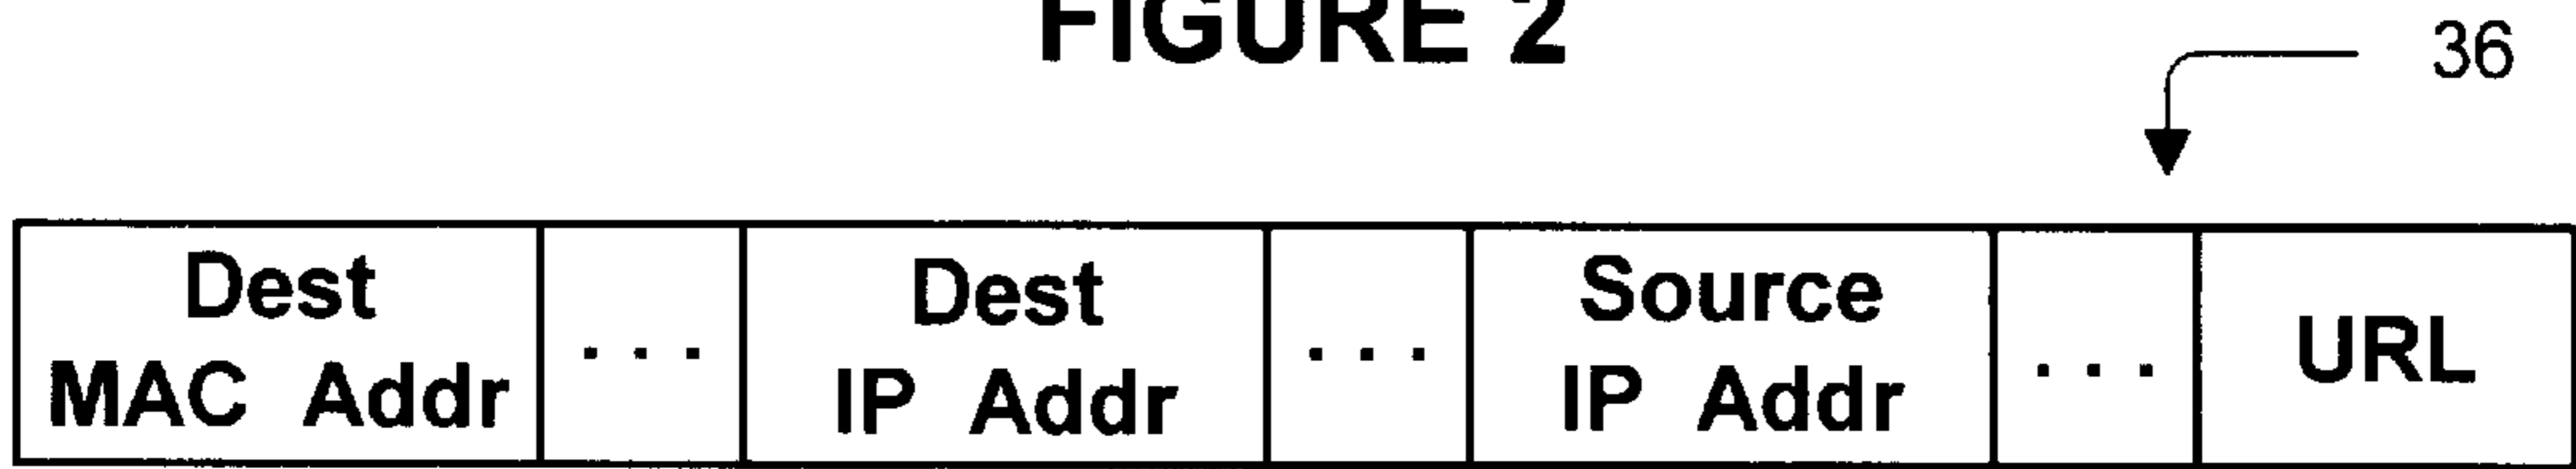 FIGURE 2
36
Dest MAC Addr
. . .
Dest IP Addr
. . .
Source IP Addr
. . .
URL